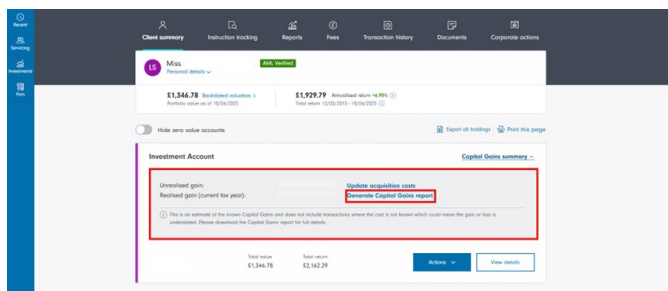 Recent
Servicing
Investments
Fees
Client summary
Instruction tracking
Reports
Fees
Transaction history
Documents
Corporate actions
LS
Miss
AML Verified
Personal details
£1,546.78 Backdated valuation >
Portfolio value as at 10/04/2025
£1,929.79 Annualised return +6.95%
Total return 12/03/2013 - 10/04/2025
Hide zero value accounts
Export all holdings
Print this page
Investment Account
Capital Gains summary
Unrealised gain:
Update acquisition costs
Realised gain (current tax year):
Generate Capital Gains report
This is an estimate of the known Capital Gains and does not include transactions where the cost is not known which could mean the gain or loss is
understated. Please download the Capital Gains report for full details.
Total value
Total return
£1,546.78
£2,162.29
Actions
View details